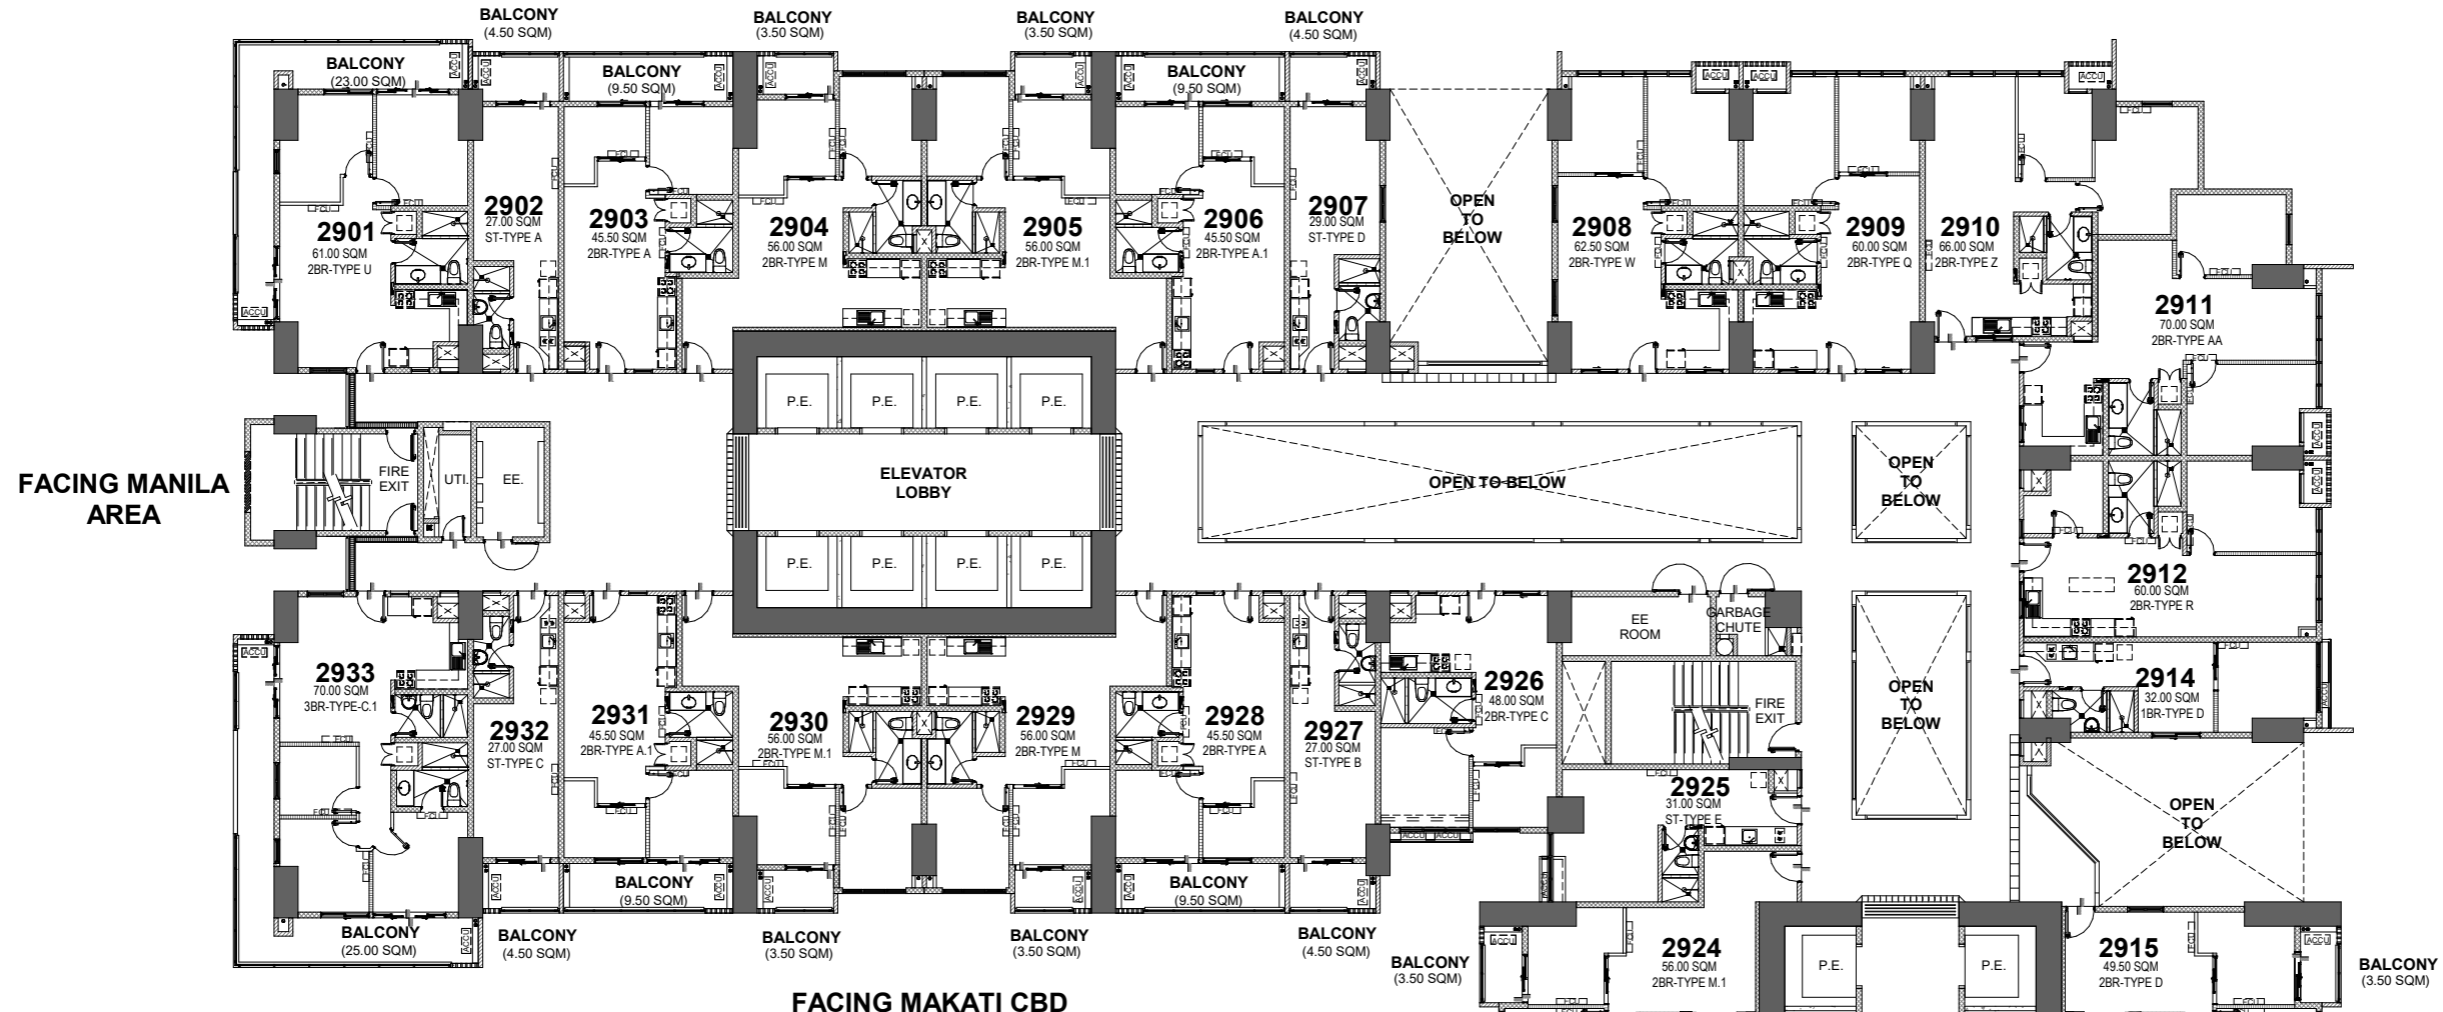 BALCONY
(4.50 SQM)
BALCONY
(3.50 SQM)
BALCONY
(3.50 SQM)
BALCONY
(4.50 SQM)
BALCONY
(23.00 SQM)
ACCU
ACCU
BALCONY
(9.50 SQM)
ACCU
ACCU
ACCU
BALCONY
(9.50 SQM)
ACCU
ACCU
ACCU
ACCU
ACCU
ACCU
2901
61.00 SQM
2BR-TYPE U
2902
27.00 SQM
ST-TYPE A
2903
45.50 SQM
2BR-TYPE A
2904
56.00 SQM
2BR-TYPE M
2905
56.00 SQM
2BR-TYPE M.1
2906
45.50 SQM
2BR-TYPE A.1
2907
29.00 SQM
ST-TYPE D
OPEN
TO
BELOW
2908
62.50 SQM
2BR-TYPE W
2909
60.00 SQM
2BR-TYPE Q
2910
66.00 SQM
2BR-TYPE Z
2911
70.00 SQM
2BR-TYPE AA
P.E.
P.E.
P.E.
P.E.
FACING MANILA
AREA
FIRE
EXIT
UTI.
EE.
ELEVATOR
LOBBY
OPEN TO BELOW
OPEN
TO
BELOW
P.E.
P.E.
P.E.
P.E.
2912
60.00 SQM
2BR-TYPE R
EE
ROOM
GARBAGE
CHUTE
2933
70.00 SQM
3BR-TYPE-C.1
2932
27.00 SQM
ST-TYPE C
2931
45.50 SQM
2BR-TYPE A.1
2930
56.00 SQM
2BR-TYPE M.1
2929
56.00 SQM
2BR-TYPE M
2928
45.50 SQM
2BR-TYPE A
2927
27.00 SQM
ST-TYPE B
2926
48.00 SQM
2BR-TYPE C
FIRE
EXIT
OPEN
TO
BELOW
2914
32.00 SQM
1BR-TYPE D
2925
31.00 SQM
ST-TYPE E
OPEN
TO
BELOW
BALCONY
(9.50 SQM)
BALCONY
(9.50 SQM)
BALCONY
(25.00 SQM)
BALCONY
(4.50 SQM)
BALCONY
(3.50 SQM)
BALCONY
(3.50 SQM)
BALCONY
(4.50 SQM)
BALCONY
(3.50 SQM)
ACCU
2924
56.00 SQM
2BR-TYPE M.1
P.E.
P.E.
2915
49.50 SQM
2BR-TYPE D
ACCU
BALCONY
(3.50 SQM)
FACING MAKATI CBD